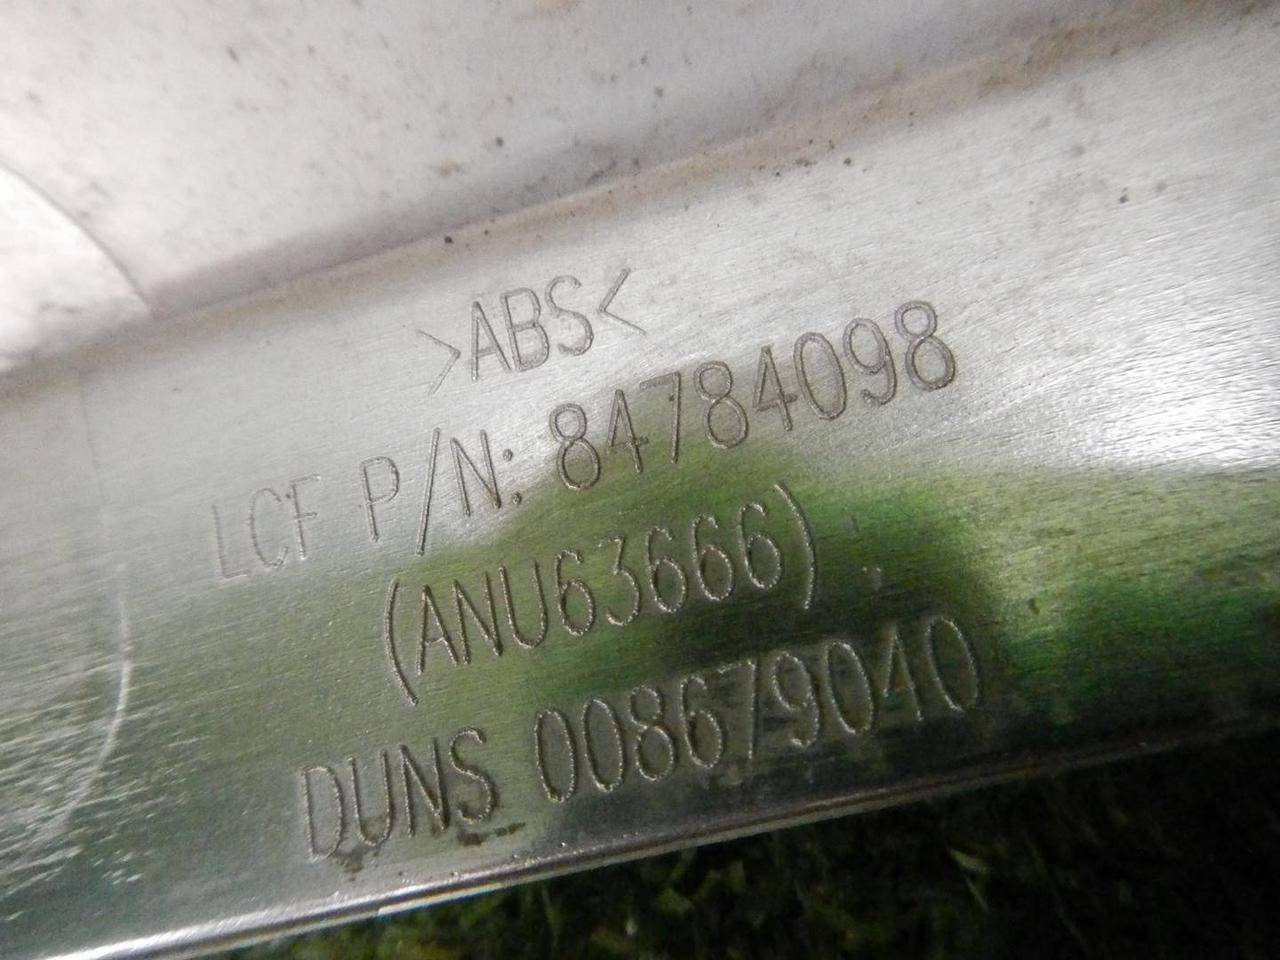 >ABS<
LCF P/N: 84784098
(ANU63666)
DUNS 008679040